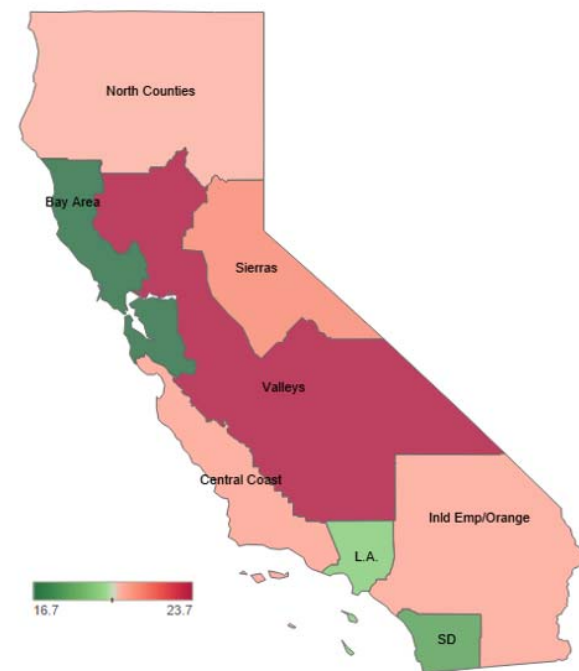 North Counties
Bay Area
Sierras
Valleys
Central Coast
Inld Emp/Orange
L.A.
16.7 23.7
SD